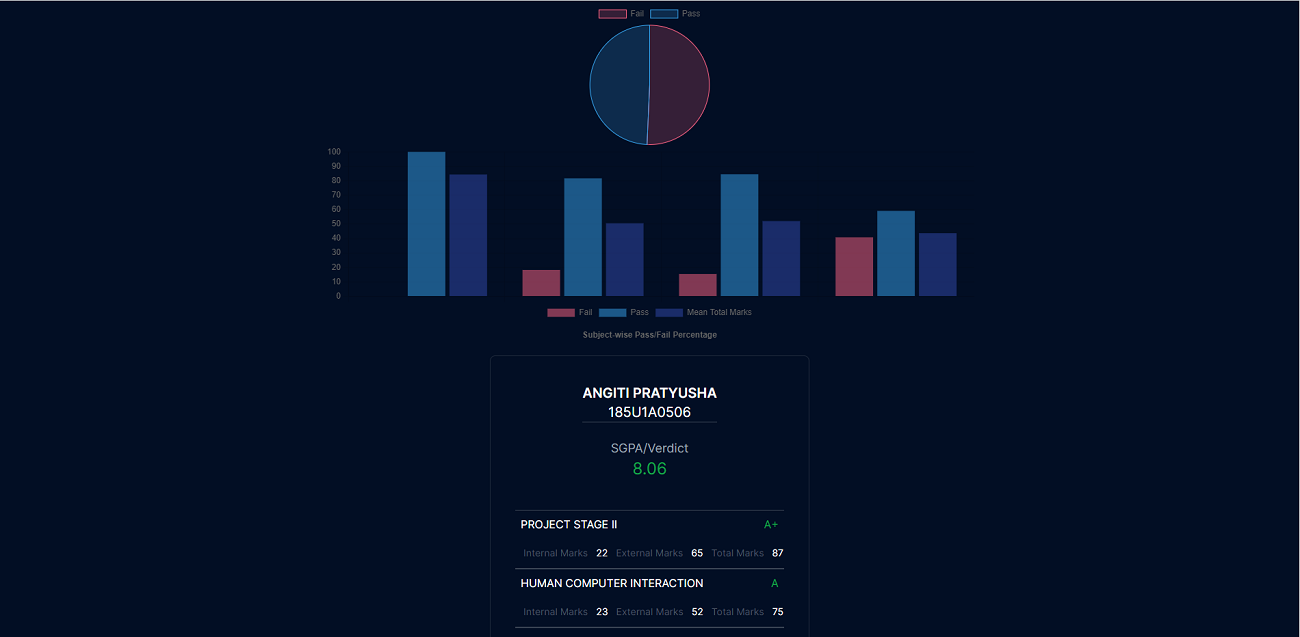 Fail Pass
100
90
80
70
60
50
40
30
20
10
0
Fail Pass Mean Total Marks
Subject-wise Pass/Fail Percentage
ANGITI PRATYUSHA
185U1A0506
SGPA/Verdict
8.06
PROJECT STAGE II A+
Internal Marks 22 External Marks 65 Total Marks 87
HUMAN COMPUTER INTERACTION A
Internal Marks 23 External Marks 52 Total Marks 75